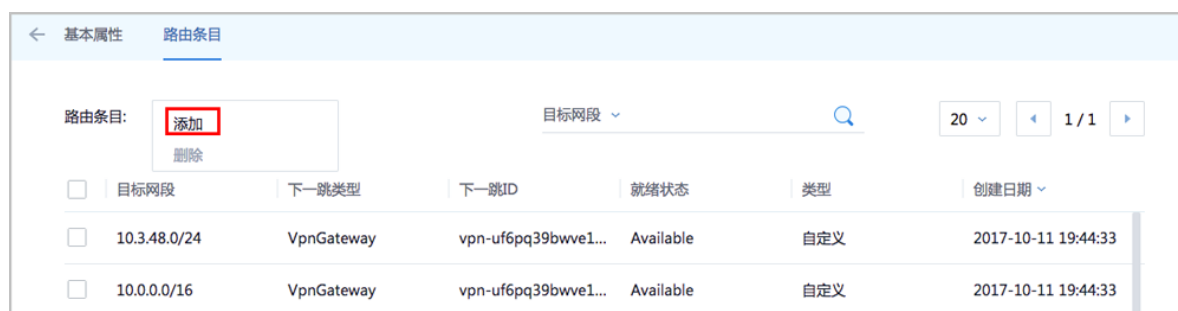 基本属性 路由条目
路由条目: 添加 目标网段 20 1 / 1
删除
目标网段 下一跳类型 下一跳ID 就绪状态 类型 创建日期
10.3.48.0/24 VpnGateway vpn-uf6pq39bwve1... Available 自定义 2017-10-11 19:44:33
10.0.0.0/16 VpnGateway vpn-uf6pq39bwve1... Available 自定义 2017-10-11 19:44:33